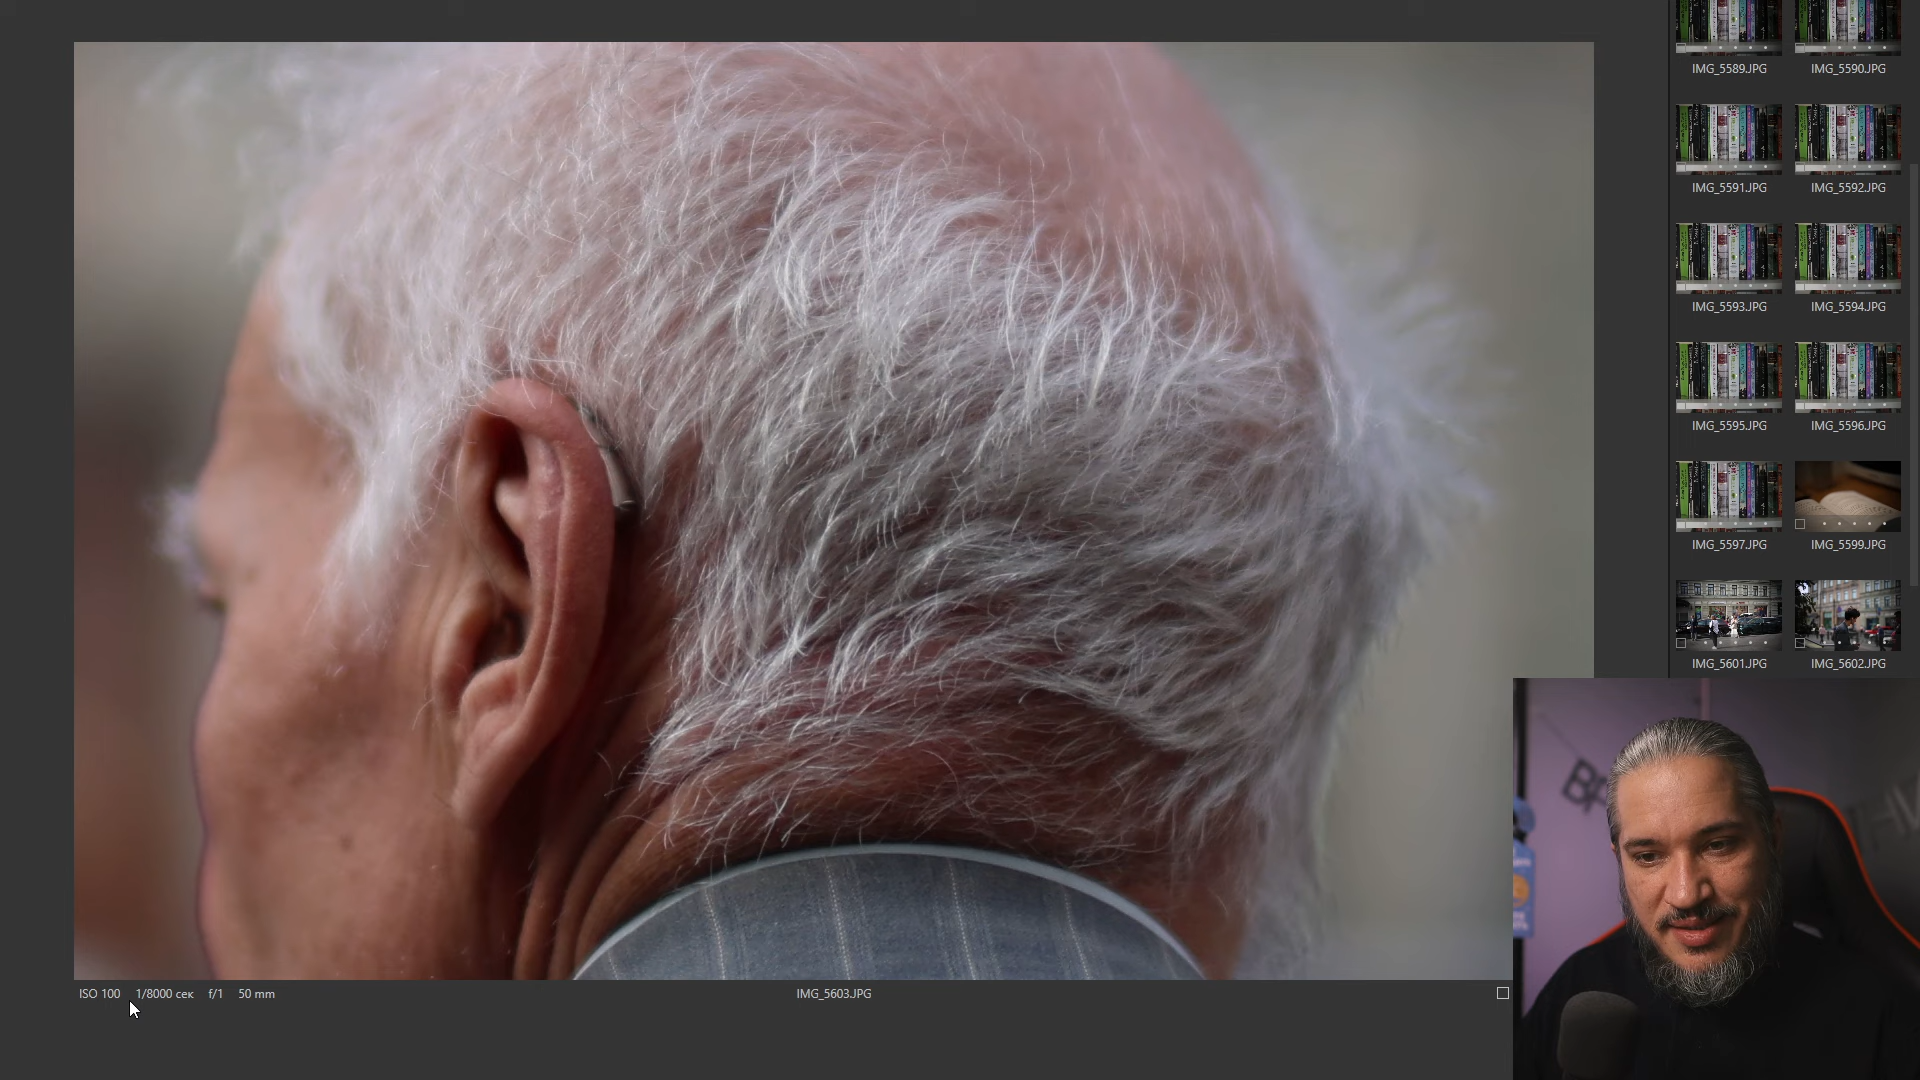 IMG_5589.JPG IMG_5590.JPG
IMG_5591.JPG IMG_5592.JPG
IMG_5593.JPG IMG_5594.JPG
IMG_5595.JPG IMG_5596.JPG
IMG_5597.JPG IMG_5599.JPG
IMG_5601.JPG IMG_5602.JPG
ISO 100 1/8000 сек f/1 50 mm IMG_5603.JPG